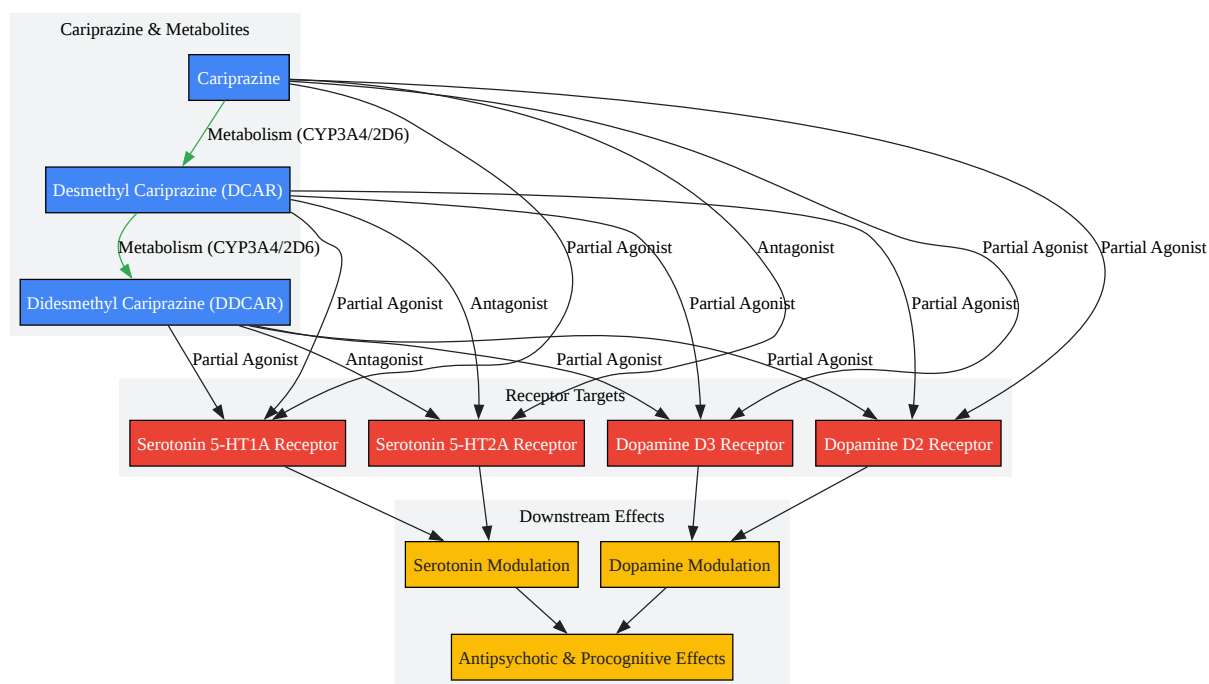 Cariprazine & Metabolites
Cariprazine
Metabolism (CYP3A4/2D6)
Desmethyl Cariprazine (DCAR)
Metabolism (CYP3A4/2D6)
Partial Agonist
Antagonist
Partial Agonist
Partial Agonist
Didesmethyl Cariprazine (DDCAR)
Partial Agonist
Antagonist
Partial Agonist
Partial Agonist
Partial Agonist
Antagonist
Partial Agonist
Partial Agonist
Receptor Targets
Serotonin 5-HT1A Receptor
Serotonin 5-HT2A Receptor
Dopamine D3 Receptor
Dopamine D2 Receptor
Downstream Effects
Serotonin Modulation
Dopamine Modulation
Antipsychotic & Procognitive Effects